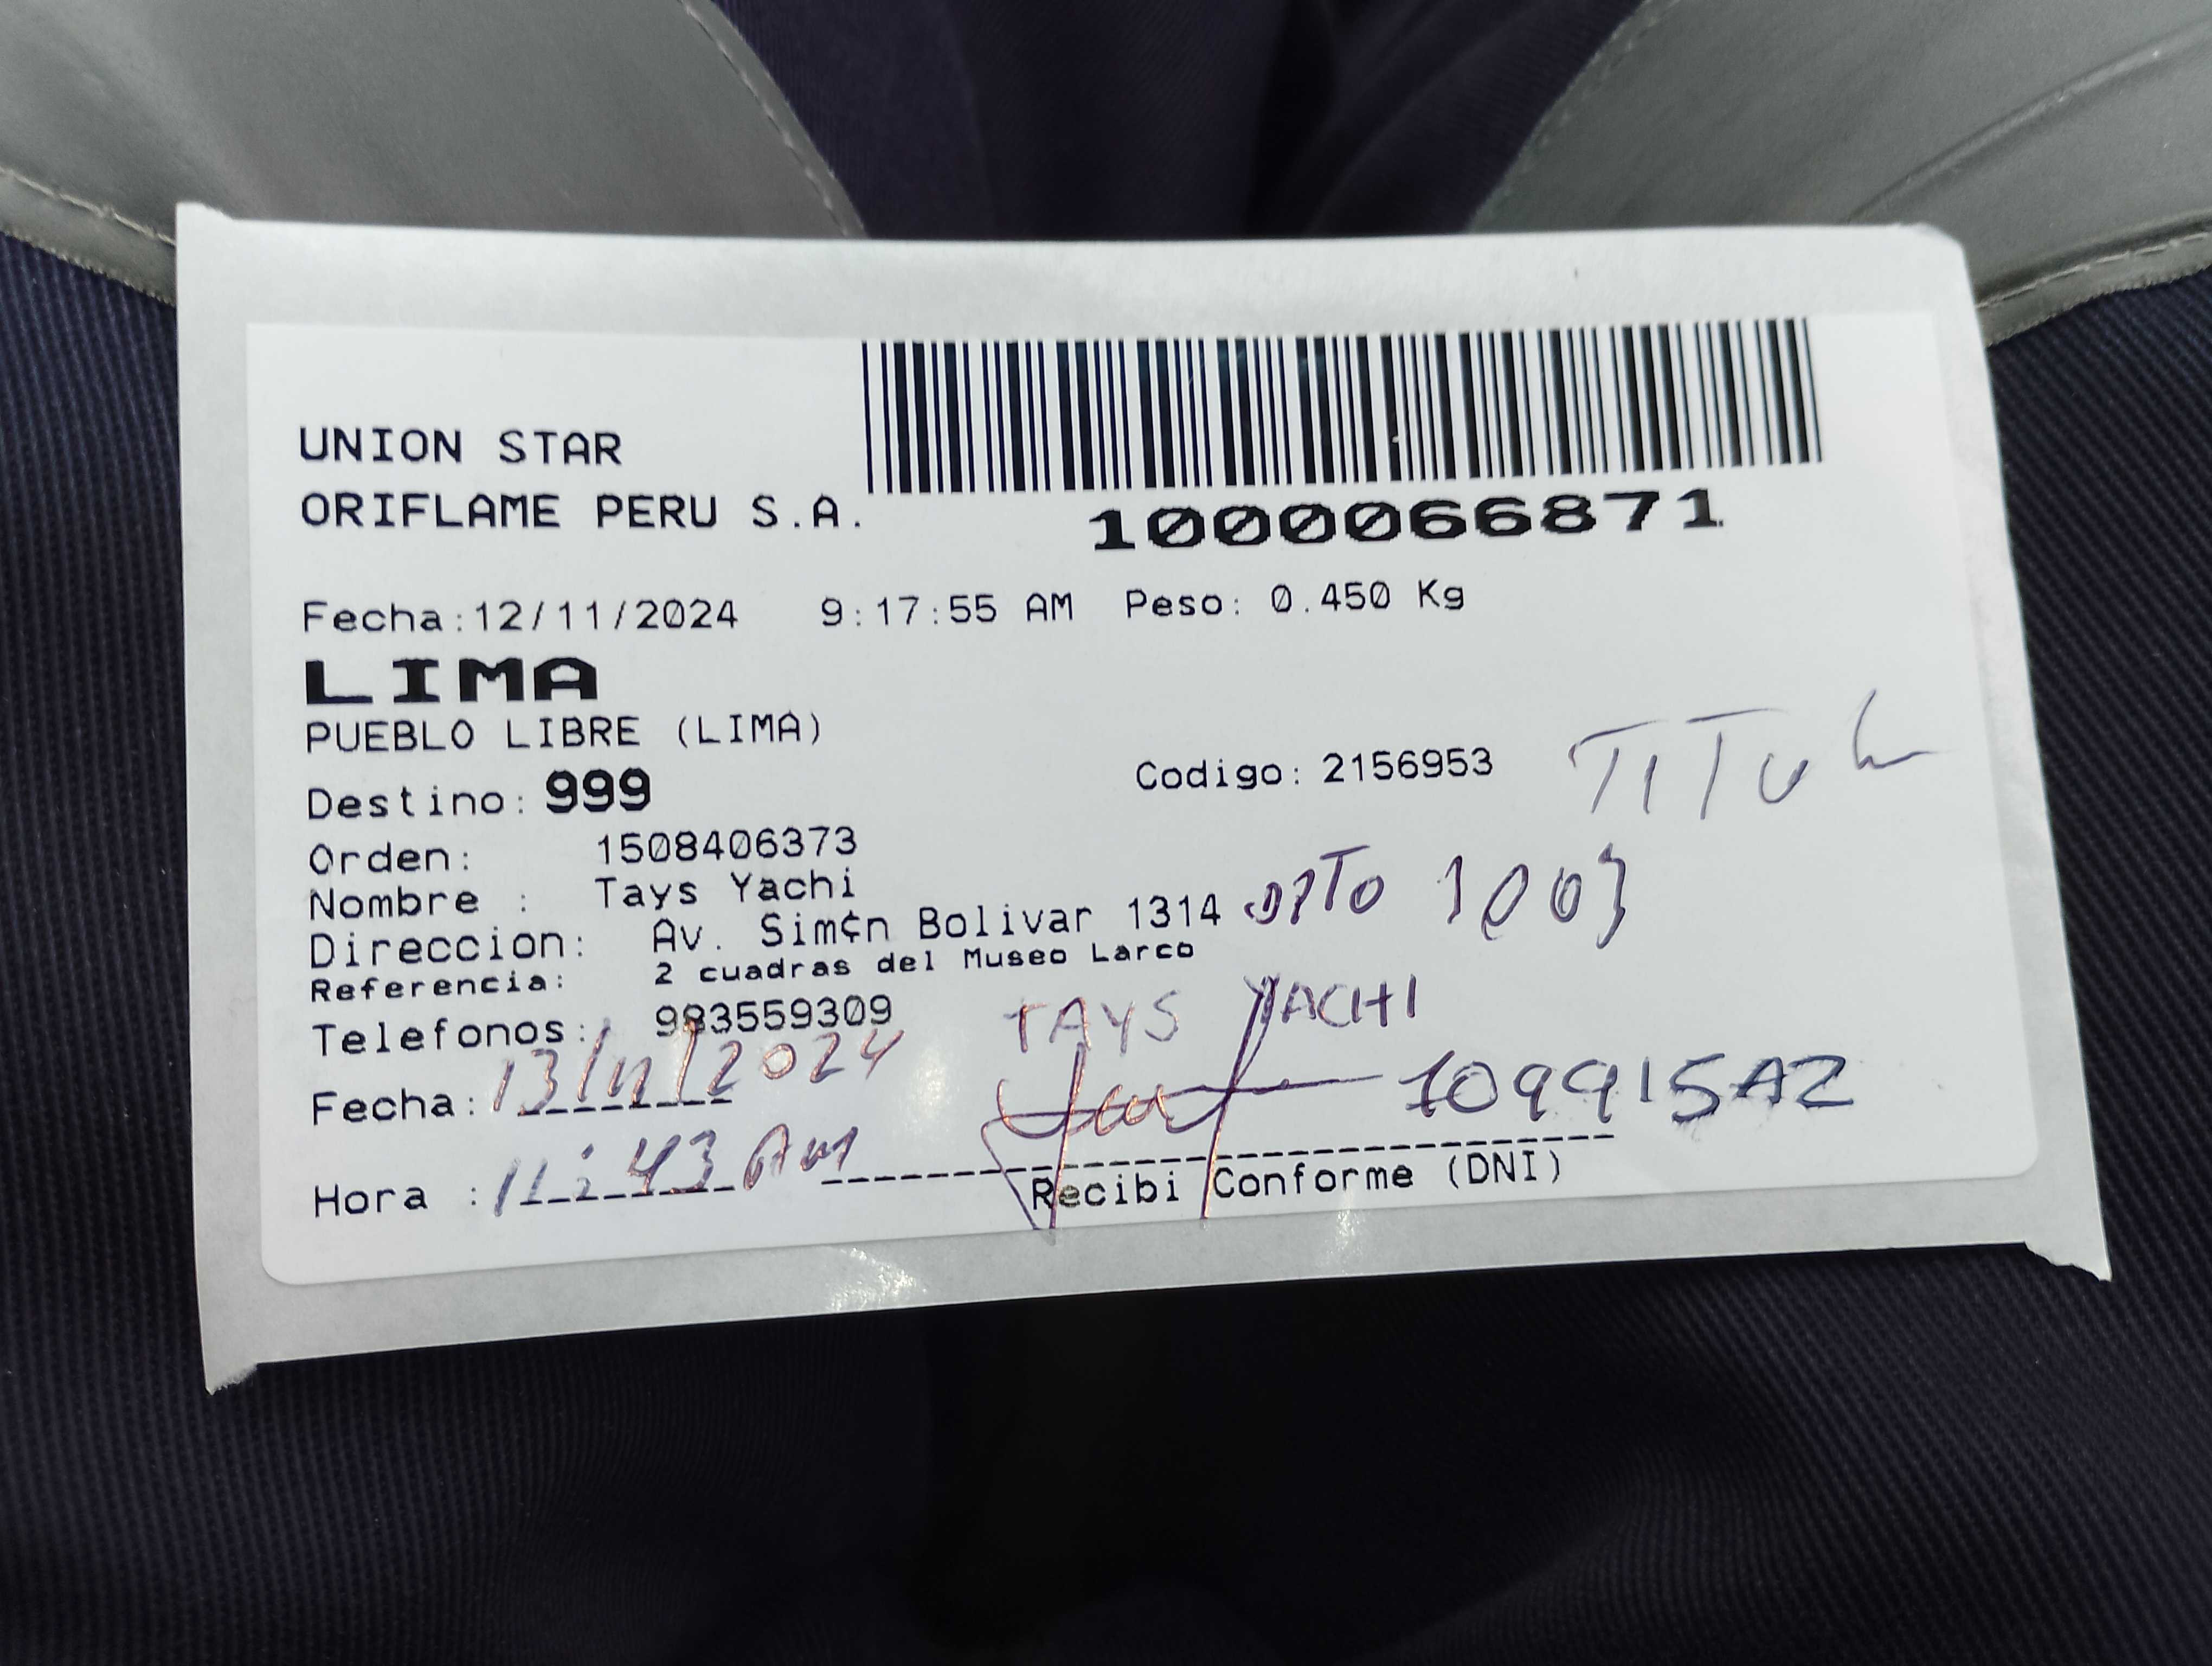 UNION STAR
ORIFLAME PERU S.A.
1000066871
Fecha:12/11/2024 9:17:55 AM Peso: 0.450 Kg
LIMA
PUEBLO LIBRE (LIMA)
Destino: 999 Codigo: 2156953
Orden: 1508406373
Nombre : Tays Yachi
Direccion: Av. Sim¢n Bolivar 1314 DPTO 1003
Referencia: 2 cuadras del Museo Larco
Telefonos: 983559309 TAYS YACHI
Fecha: 13/11/2024
Hora : 11:43 AM
Recibi Conforme (DNI)